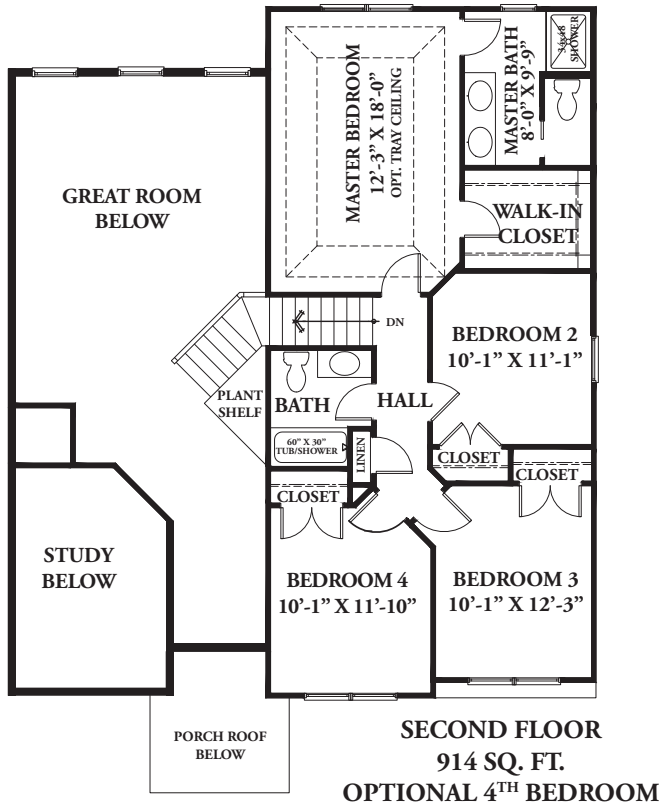 34x48
SHOWER
MASTER BATH
8'-0" X 9'-9"
MASTER BEDROOM
12'-3" X 18'-0"
OPT. TRAY CEILING
GREAT ROOM
BELOW
WALK-IN
CLOSET
DN
BEDROOM 2
10'-1" X 11'-1"
PLANT
SHELF
BATH
HALL
60" X 30"
TUB/SHOWER
LINEN
CLOSET
CLOSET
CLOSET
STUDY
BELOW
BEDROOM 4
10'-1" X 11'-10"
BEDROOM 3
10'-1" X 12'-3"
PORCH ROOF
BELOW
SECOND FLOOR
914 SQ. FT.
OPTIONAL 4TH BEDROOM